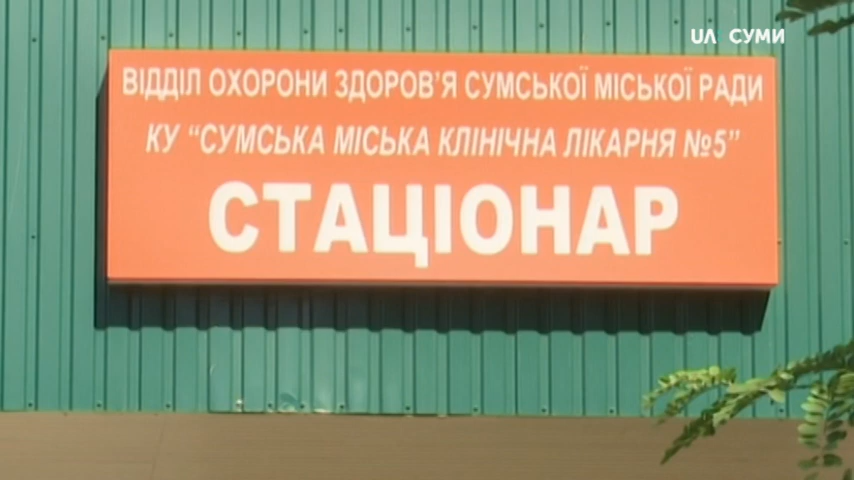 UA СУМИ
ВІДДІЛ ОХОРОНИ ЗДОРОВ'Я СУМСЬКОЇ МІСЬКОЇ РАДИ
КУ "СУМСЬКА МІСЬКА КЛІНІЧНА ЛІКАРНЯ №5"
СТАЦІОНАР